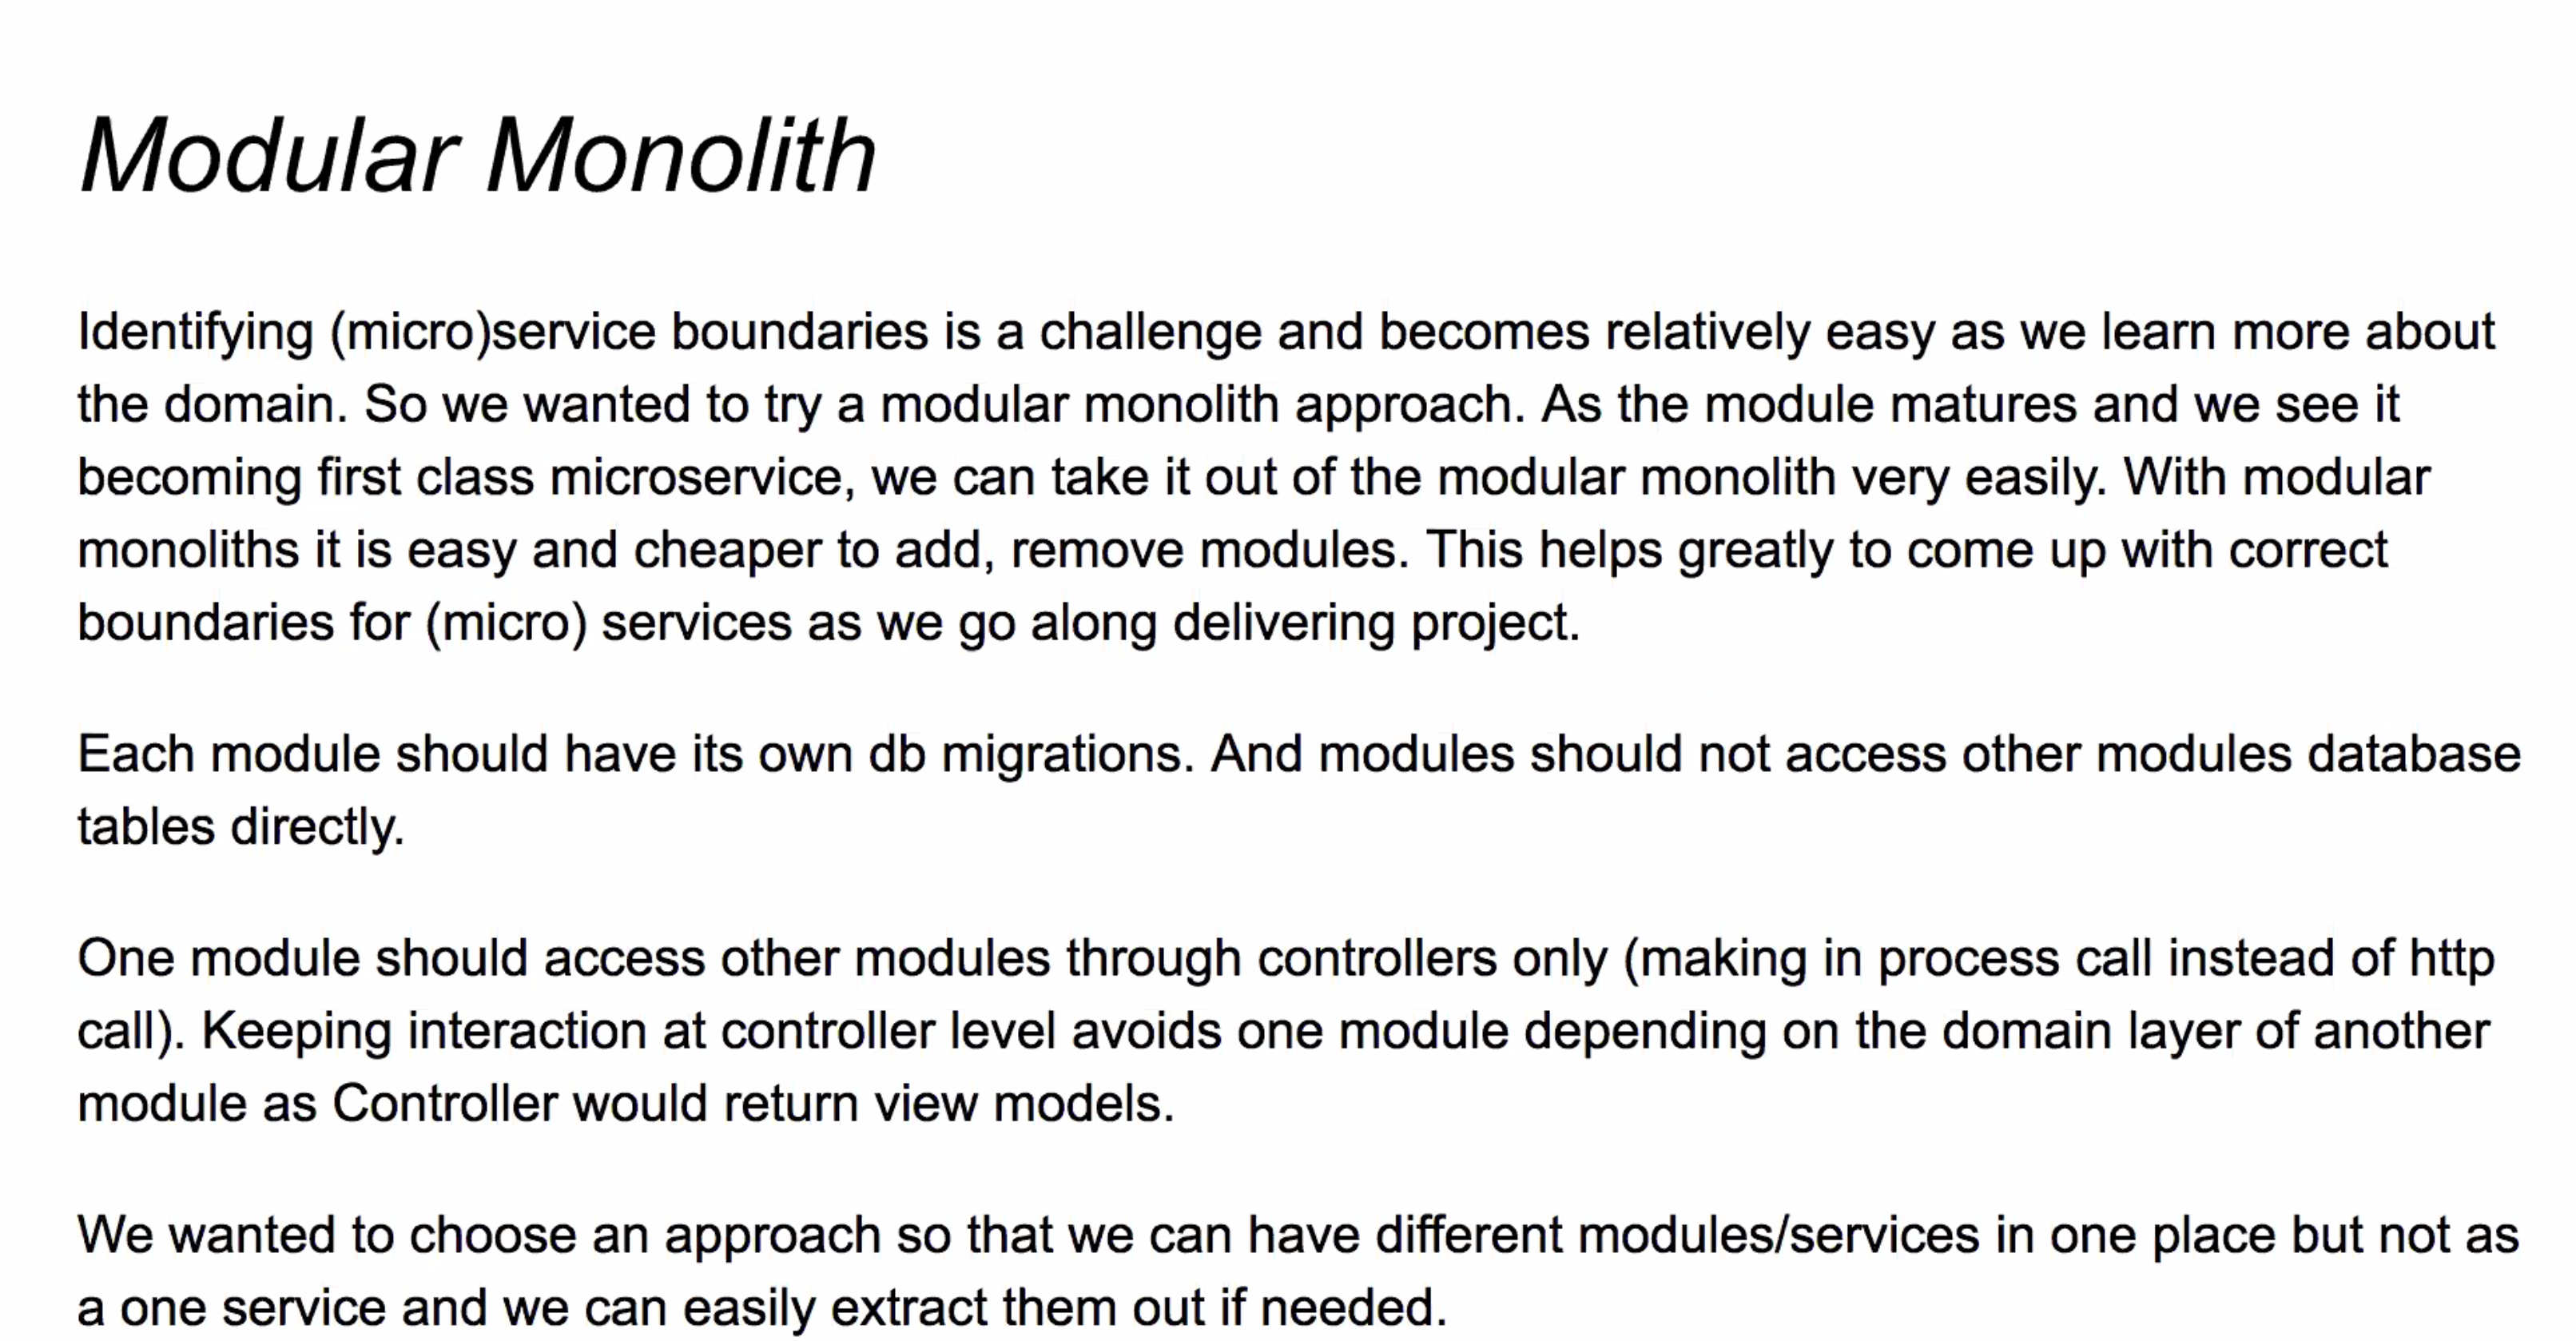 Modular Monolith
Identifying (micro)service boundaries is a challenge and becomes relatively easy as we learn more about
the domain. So we wanted to try a modular monolith approach. As the module matures and we see it
becoming first class microservice, we can take it out of the modular monolith very easily. With modular
monoliths it is easy and cheaper to add, remove modules. This helps greatly to come up with correct
boundaries for (micro) services as we go along delivering project.
Each module should have its own db migrations. And modules should not access other modules database
tables directly.
One module should access other modules through controllers only (making in process call instead of http
call). Keeping interaction at controller level avoids one module depending on the domain layer of another
module as Controller would return view models.
We wanted to choose an approach so that we can have different modules/services in one place but not as
a one service and we can easily extract them out if needed.